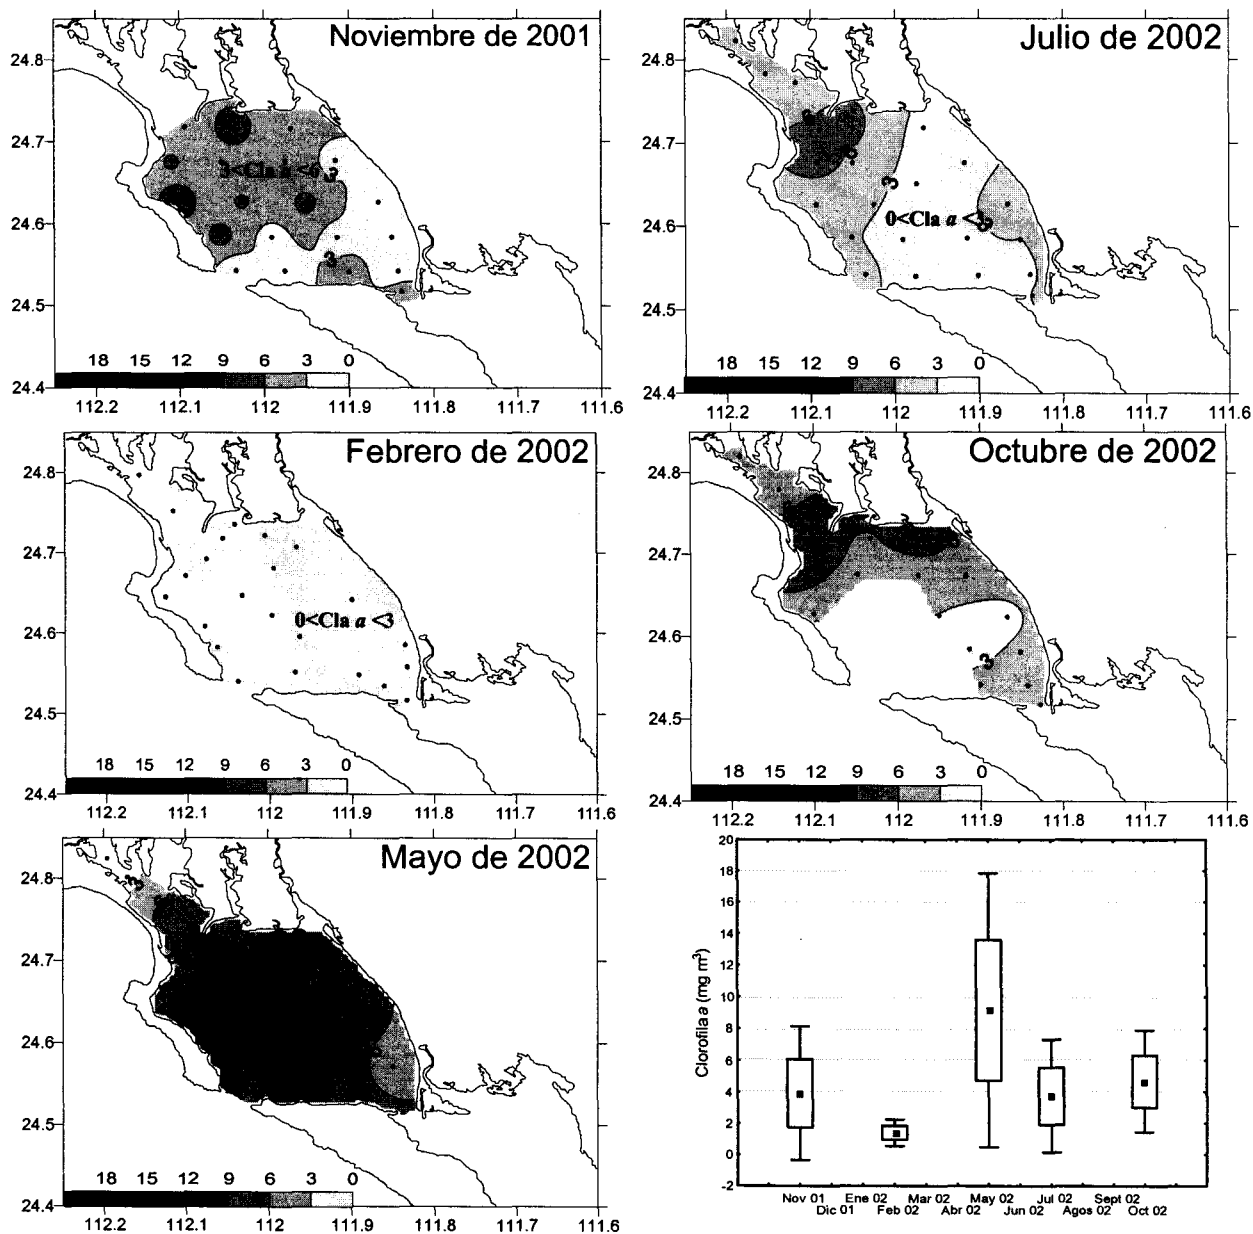 Noviembre de 2001
24.8
24.7
24.6
24.5
24.4
3<Cla a <6
3
3
18 15 12 9 6 3 0
112.2 112.1 112 111.9 111.8 111.7 111.6
Julio de 2002
24.8
24.7
24.6
24.5
24.4
3
0<Cla a <3
3
18 15 12 9 6 3 0
112.2 112.1 112 111.9 111.8 111.7 111.6
Febrero de 2002
24.8
24.7
24.6
24.5
24.4
0<Cla a <3
18 15 12 9 6 3 0
112.2 112.1 112 111.9 111.8 111.7 111.6
Octubre de 2002
24.8
24.7
24.6
24.5
24.4
3
18 15 12 9 6 3 0
112.2 112.1 112 111.9 111.8 111.7 111.6
Mayo de 2002
24.8
24.7
24.6
24.5
24.4
3
18 15 12 9 6 3 0
112.2 112.1 112 111.9 111.8 111.7 111.6
20
18
16
14
12
10
8
6
4
2
0
-2
Clorofila a (mg m³)
Nov 01 Ene 02 Mar 02 May 02 Jul 02 Sept 02
Dic 01 Feb 02 Abr 02 Jun 02 Agos 02 Oct 02